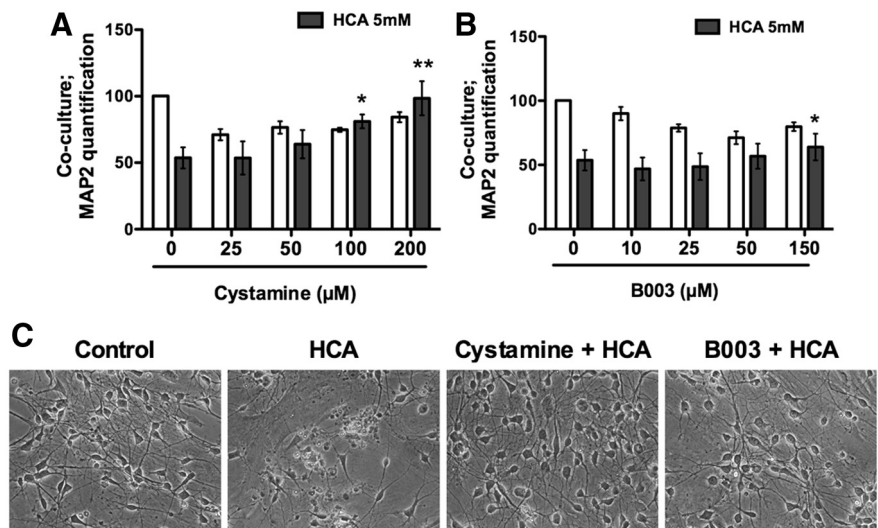 A
HCA 5mM
Co-culture;
MAP2 quantification
150
100
50
0
*
**
0 25 50 100 200
Cystamine (µM)
B
HCA 5mM
Co-culture;
MAP2 quantification
150
100
50
0
*
0 10 25 50 150
B003 (µM)
C
Control HCA Cystamine + HCA B003 + HCA